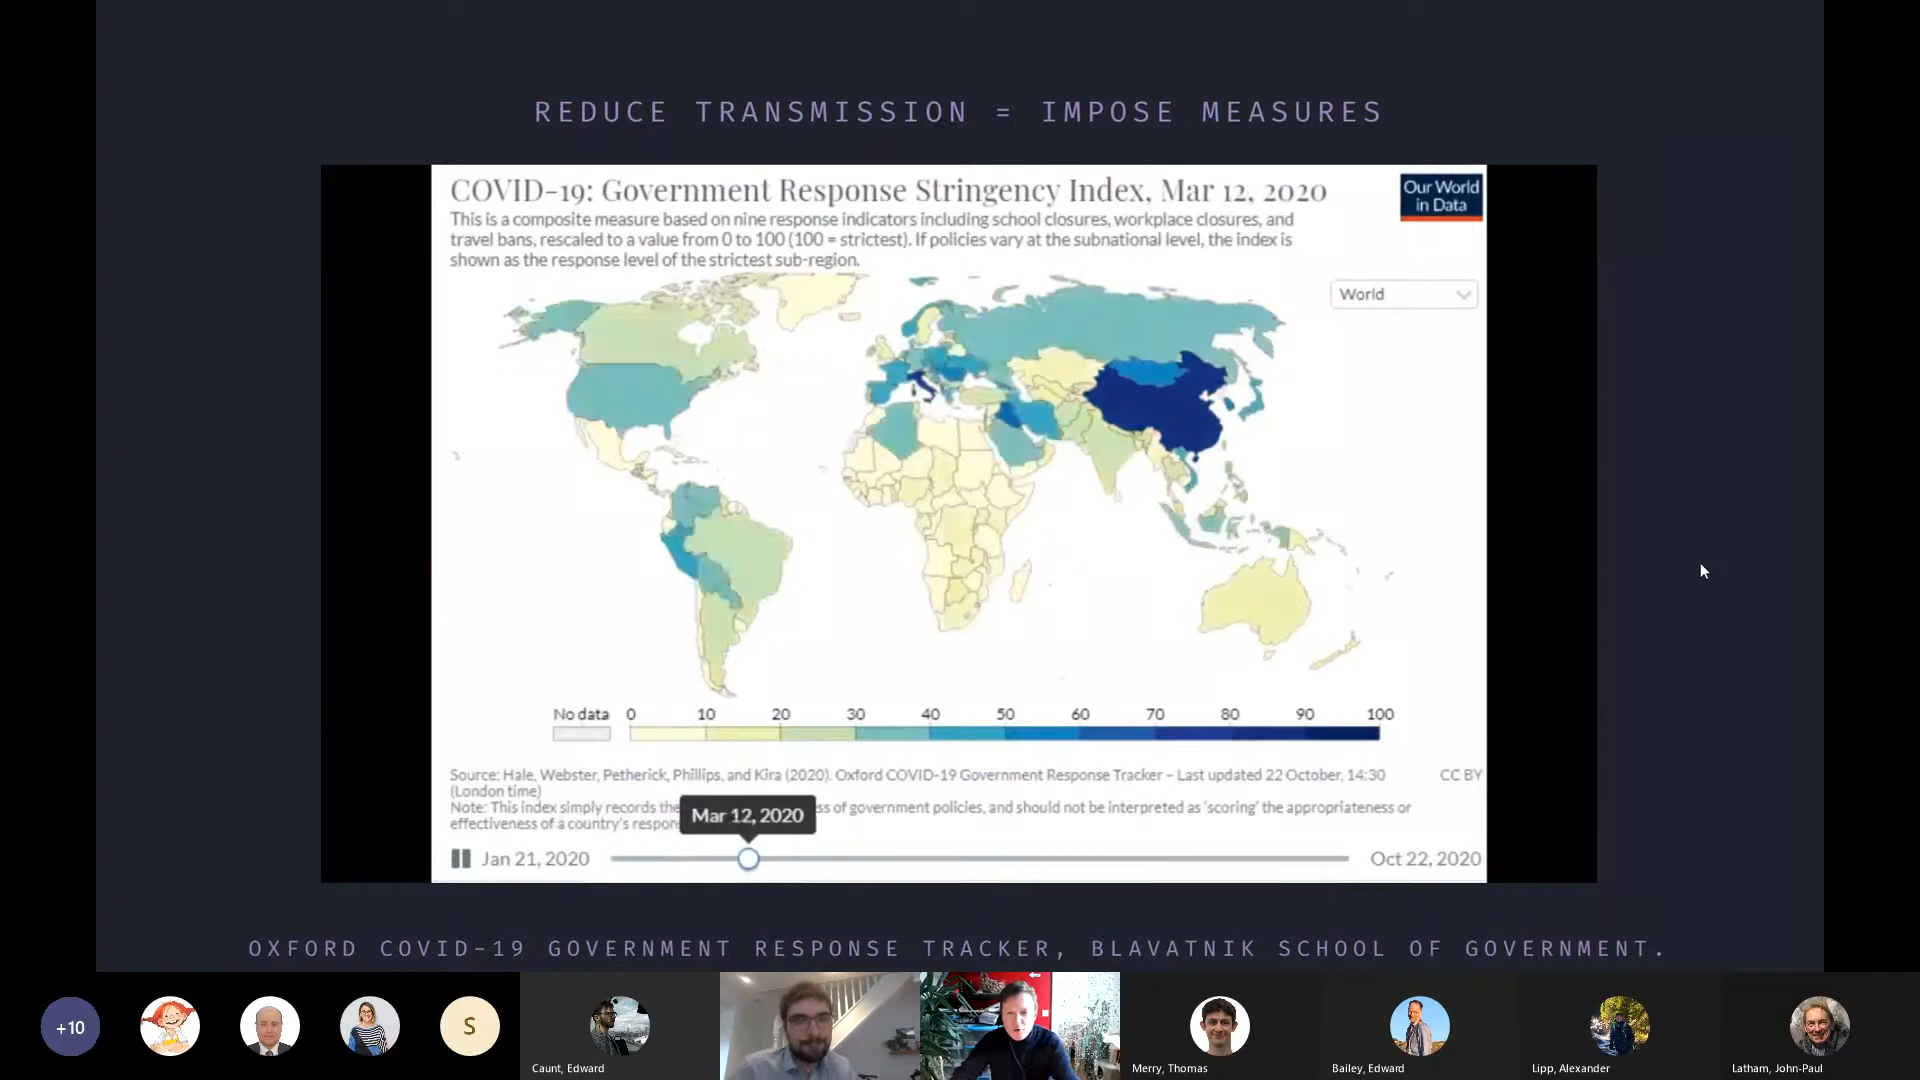 REDUCE TRANSMISSION = IMPOSE MEASURES
COVID-19: Government Response Stringency Index, Mar 12, 2020
Our World
in Data
This is a composite measure based on nine response indicators including school closures, workplace closures, and
travel bans, rescaled to a value from 0 to 100 (100 = strictest). If policies vary at the subnational level, the index is
shown as the response level of the strictest sub-region.
World
No data 0 10 20 30 40 50 60 70 80 90 100
Source: Hale, Webster, Petherick, Phillips, and Kira (2020). Oxford COVID-19 Government Response Tracker – Last updated 22 October, 14:30 CC BY
(London time)
Note: This index simply records the ss of government policies, and should not be interpreted as 'scoring' the appropriateness or
effectiveness of a country's respon
Mar 12, 2020
Jan 21, 2020 Oct 22, 2020
OXFORD COVID-19 GOVERNMENT RESPONSE TRACKER, BLAVATNIK SCHOOL OF GOVERNMENT.
+10 S
Caunt, Edward Merry, Thomas Bailey, Edward Lipp, Alexander Latham, John-Paul